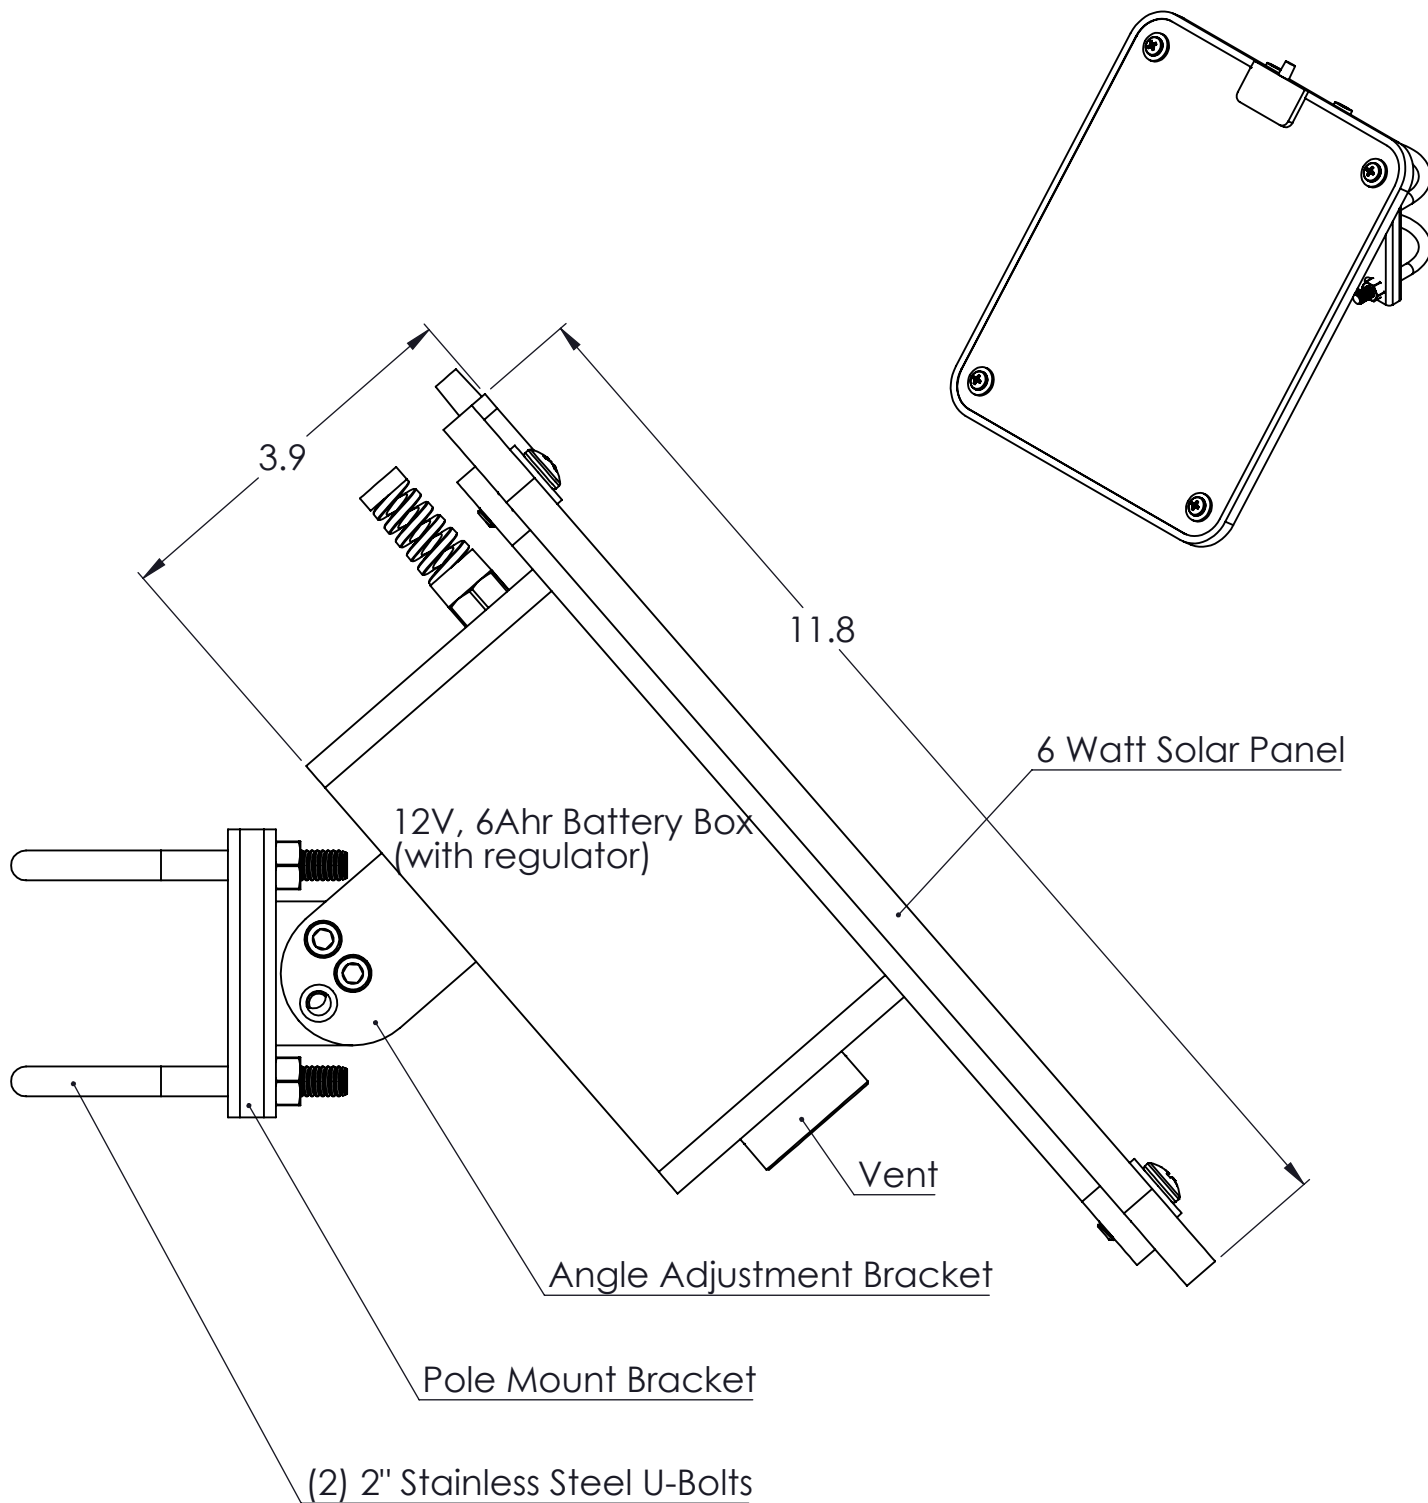 3.9
11.8
6 Watt Solar Panel
12V, 6Ahr Battery Box
(with regulator)
Vent
Angle Adjustment Bracket
Pole Mount Bracket
(2) 2" Stainless Steel U-Bolts